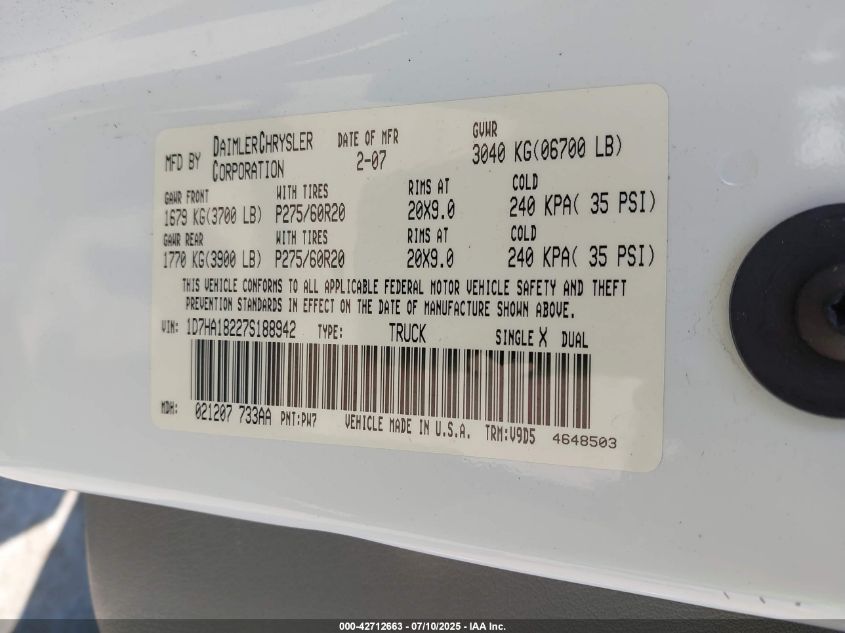 MFD BY DAIMLERCHRYSLER CORPORATION DATE OF MFR 2-07 GVWR 3040 KG(06700 LB)
GAWR FRONT WITH TIRES RIMS AT COLD
1679 KG(3700 LB) P275/60R20 20X9.0 240 KPA( 35 PSI)
GAWR REAR WITH TIRES RIMS AT COLD
1770 KG(3900 LB) P275/60R20 20X9.0 240 KPA( 35 PSI)
THIS VEHICLE CONFORMS TO ALL APPLICABLE FEDERAL MOTOR VEHICLE SAFETY AND THEFT
PREVENTION STANDARDS IN EFFECT ON THE DATE OF MANUFACTURE SHOWN ABOVE.
VIN: 1D7HA18227S188942 TYPE: TRUCK SINGLE X DUAL
MDH: 021207 733AA PNT:PW7 VEHICLE MADE IN U.S.A. TRM:V9D5 4648503
000-42712663 - 07/10/2025 - IAA Inc.